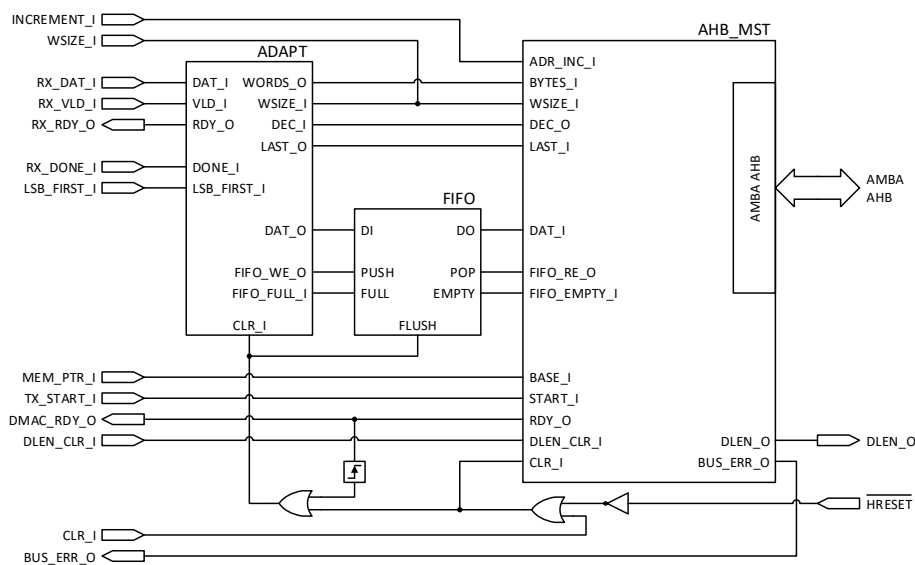 INCREMENT_I
WSIZE_I
AHB_MST
ADAPT
ADR_INC_I
RX_DAT_I
DAT_I
WORDS_O
BYTES_I
RX_VLD_I
VLD_I
WSIZE_I
WSIZE_I
RX_RDY_O
RDY_O
DEC_I
DEC_O
LAST_O
LAST_I
RX_DONE_I
DONE_I
LSB_FIRST_I
LSB_FIRST_I
AMBA AHB
AMBA
AHB
FIFO
DAT_O
DI
DO
DAT_I
FIFO_WE_O
PUSH
POP
FIFO_RE_O
FIFO_FULL_I
FULL
EMPTY
FIFO_EMPTY_I
CLR_I
FLUSH
MEM_PTR_I
BASE_I
TX_START_I
START_I
DMAC_RDY_O
RDY_O
DLEN_CLR_I
DLEN_CLR_I
DLEN_O
DLEN_O
CLR_I
BUS_ERR_O
HRESET
CLR_I
BUS_ERR_O